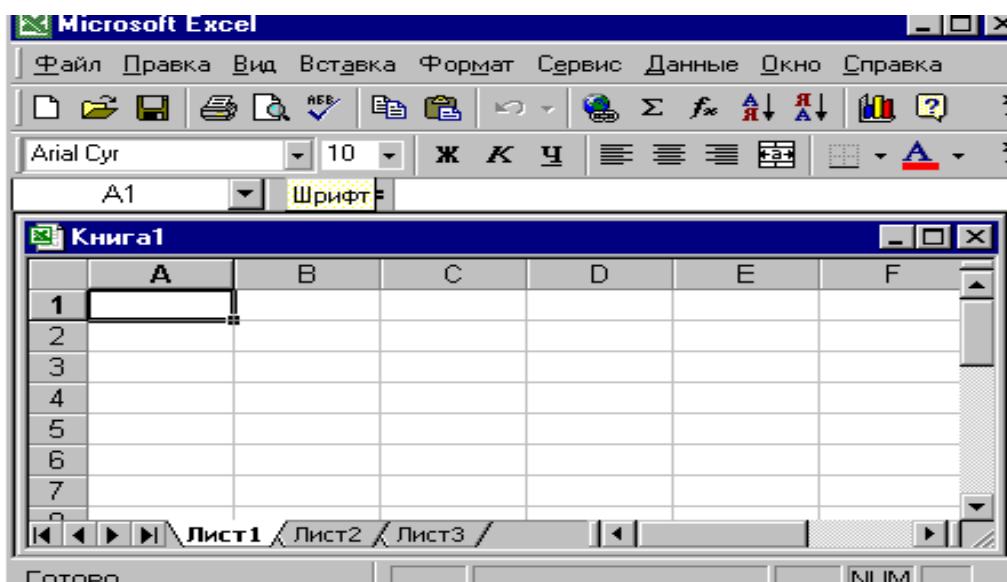 Microsoft Excel
Файл Правка Вид Вставка Формат Сервис Данные Окно Справка
Arial Cyr 10 Ж К Ч
A1 Шрифт =
Книга1
A B C D E F
1
2
3
4
5
6
7
Лист1 Лист2 Лист3
Готово NUM